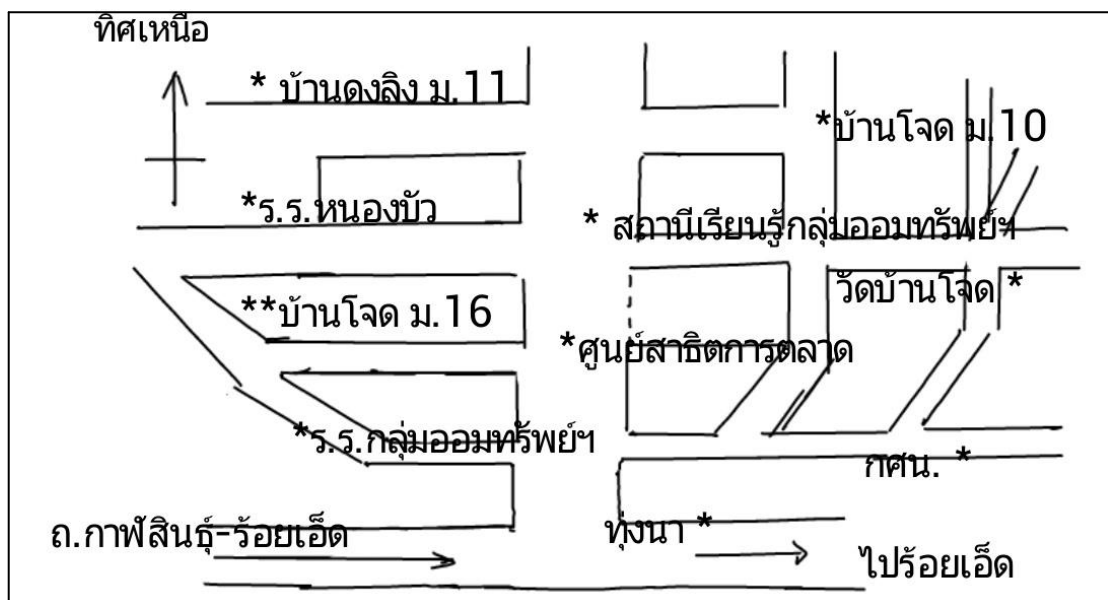 ทิศเหนือ
* บ้านดงลิง ม.11
*บ้านโจด ม.10
*ร.ร.หนองบัว
* สถานีเรียนรู้กลุ่มออมทรัพย์ฯ
วัดบ้านโจด *
**บ้านโจด ม.16
*ศูนย์สาธิตการตลาด
*ร.ร.กลุ่มออมทรัพย์ฯ
กศน. *
ถ.กาฬสินธุ์-ร้อยเอ็ด
ทุ่งนา *
ไปร้อยเอ็ด